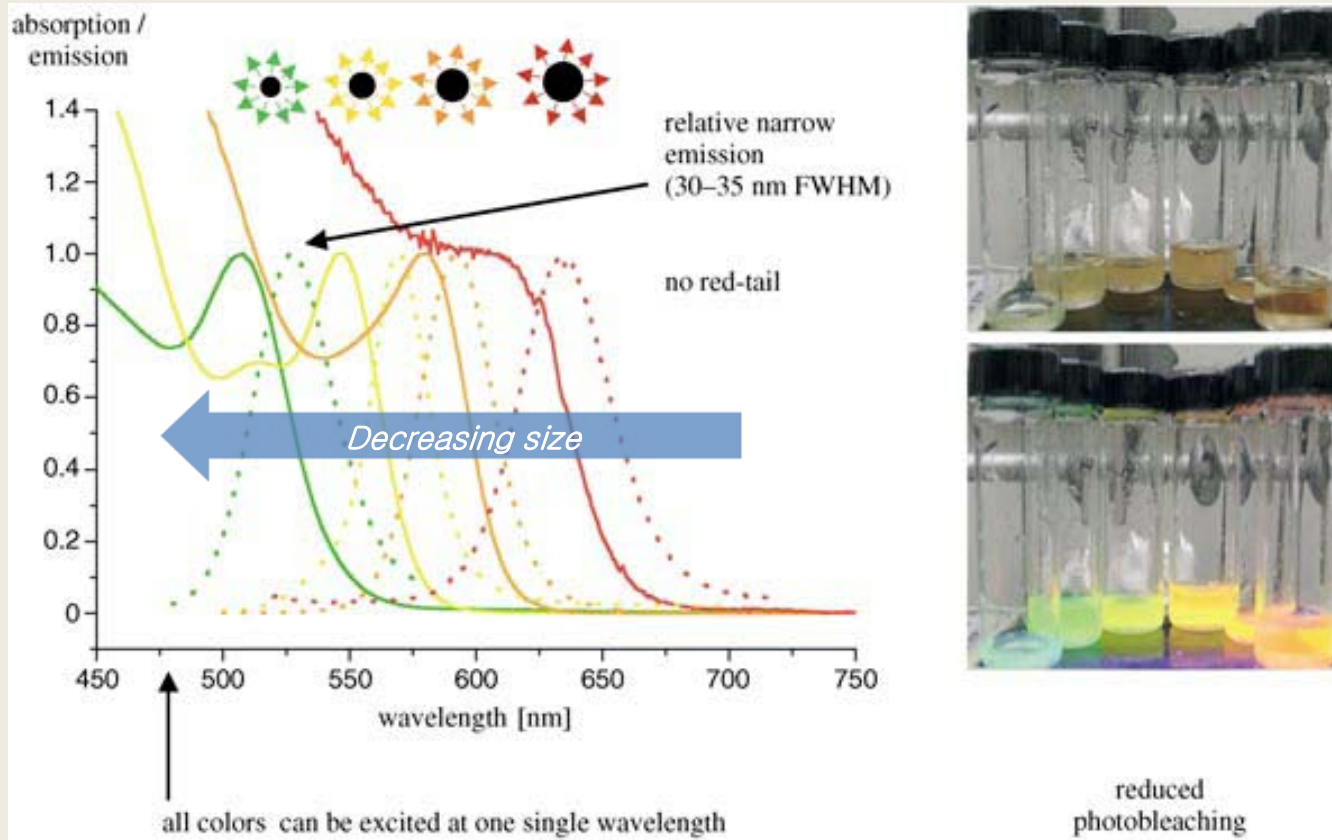 absorption /
emission
1.4
1.2
1.0
0.8
0.6
0.4
0.2
0
relative narrow
emission
(30–35 nm FWHM)
no red-tail
Decreasing size
450 500 550 600 650 700 750
wavelength [nm]
all colors can be excited at one single wavelength
reduced
photobleaching